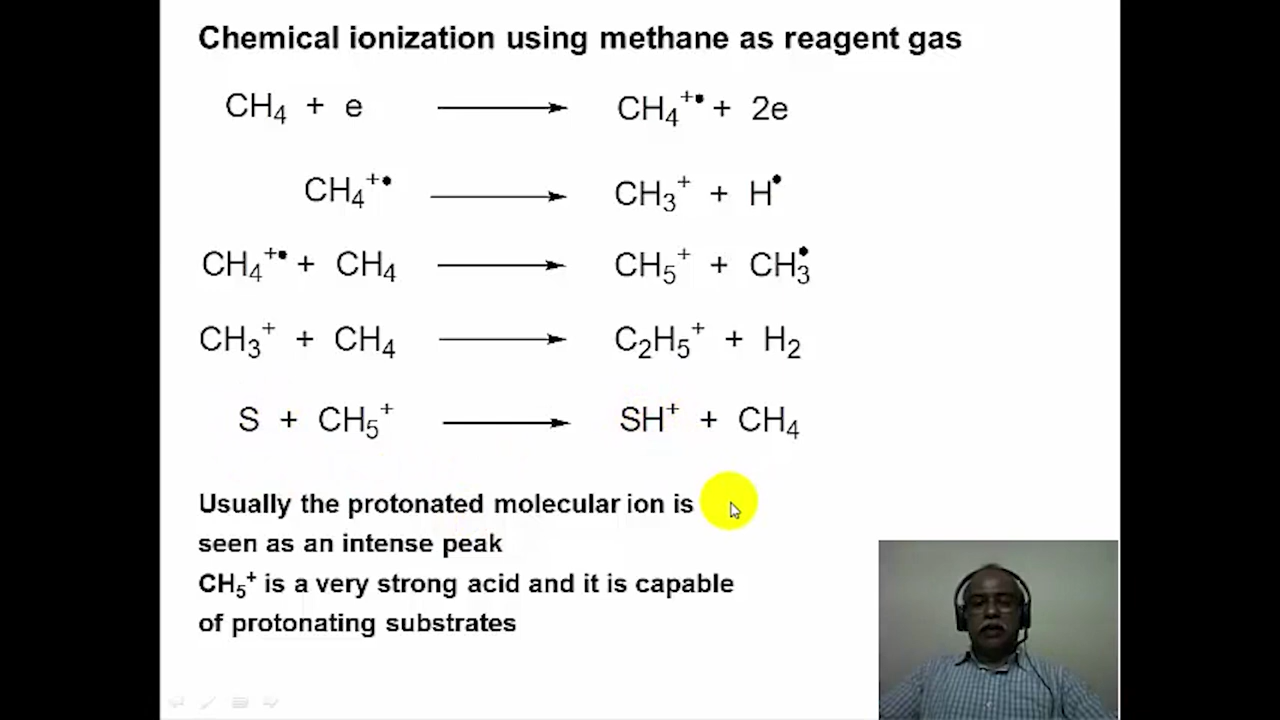 Chemical ionization using methane as reagent gas
CH₄ + e ⟶ CH₄⁺• + 2e
CH₄⁺• ⟶ CH₃⁺ + H•
CH₄⁺• + CH₄ ⟶ CH₅⁺ + CH₃•
CH₃⁺ + CH₄ ⟶ C₂H₅⁺ + H₂
S + CH₅⁺ ⟶ SH⁺ + CH₄
Usually the protonated molecular ion is
seen as an intense peak
CH₅⁺ is a very strong acid and it is capable
of protonating substrates